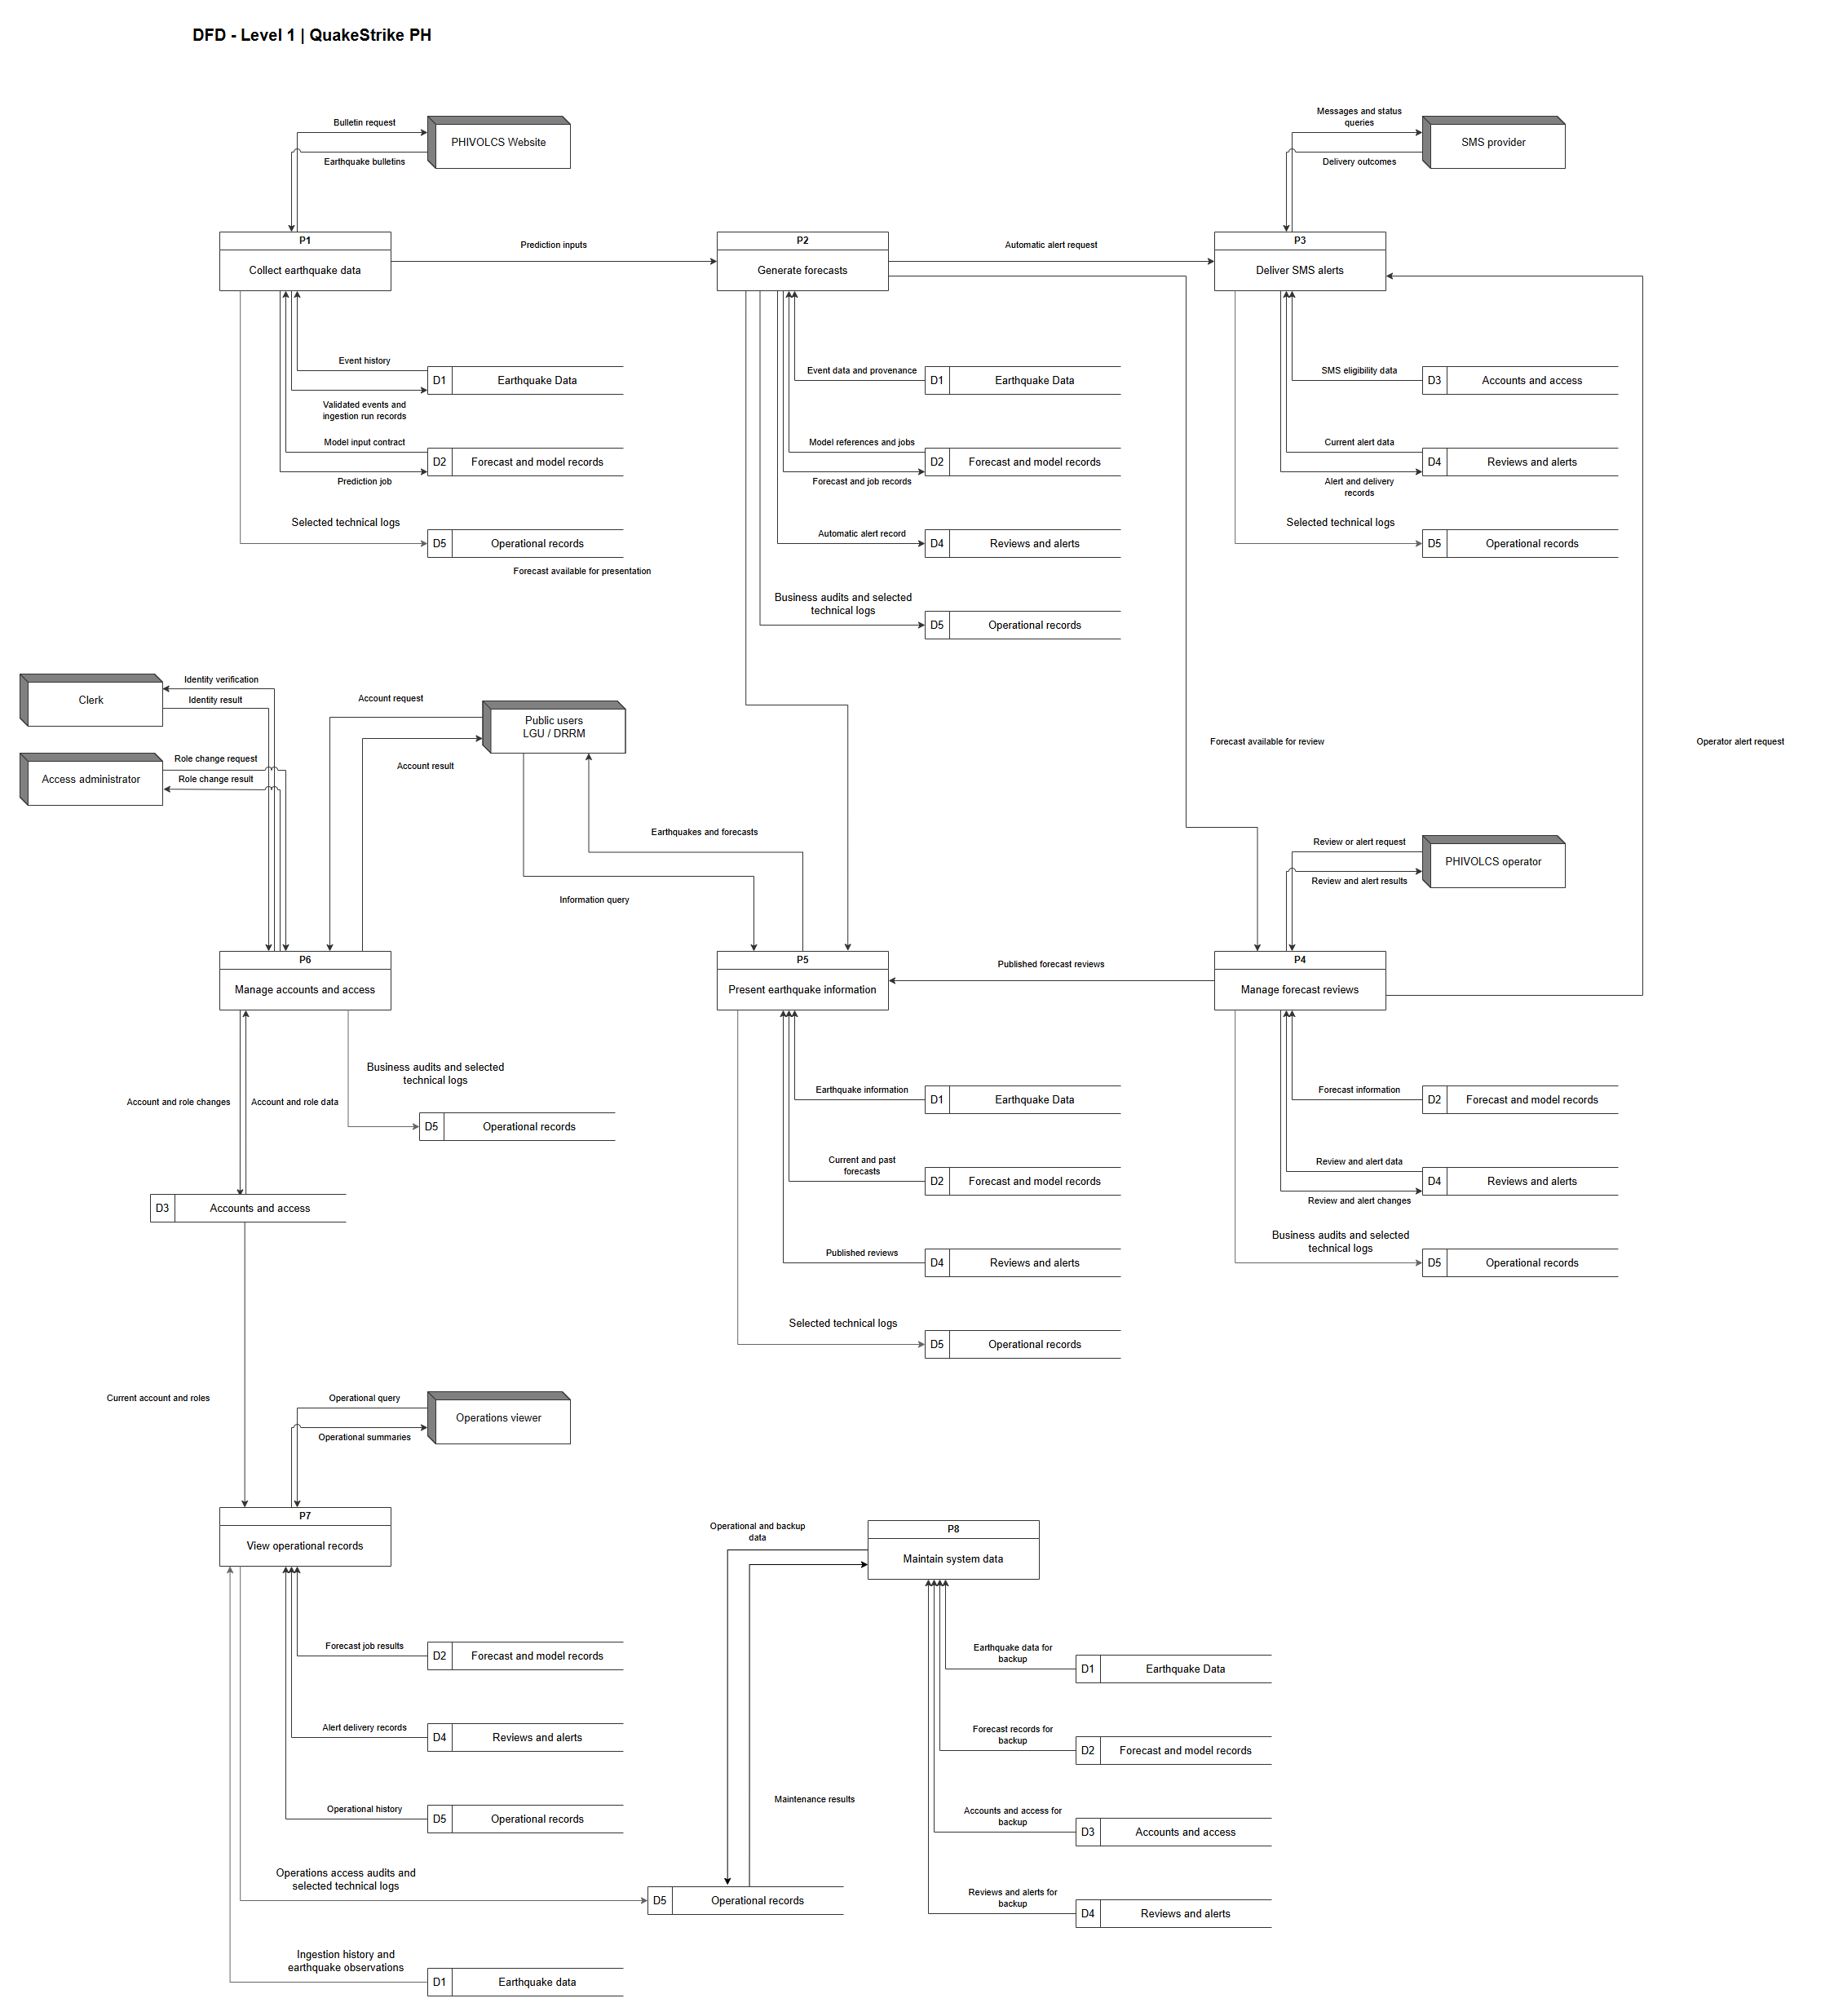 DFD - Level 1 | QuakeStrike PH
Bulletin request
PHIVOLCS Website
Earthquake bulletins
Messages and status
queries
SMS provider
Delivery outcomes
P1
Collect earthquake data
Prediction inputs
P2
Generate forecasts
Automatic alert request
P3
Deliver SMS alerts
Event history
D1
Earthquake Data
Validated events and
ingestion run records
Model input contract
D2
Forecast and model records
Prediction job
Selected technical logs
D5
Operational records
Forecast available for presentation
Event data and provenance
D1
Earthquake Data
Model references and jobs
D2
Forecast and model records
Forecast and job records
Automatic alert record
D4
Reviews and alerts
Business audits and selected
technical logs
D5
Operational records
SMS eligibility data
D3
Accounts and access
Current alert data
D4
Reviews and alerts
Alert and delivery
records
Selected technical logs
D5
Operational records
Identity verification
Clerk
Identity result
Role change request
Access administrator
Role change result
Account request
Public users
LGU / DRRM
Account result
Earthquakes and forecasts
Information query
Forecast available for review
Operator alert request
Review or alert request
PHIVOLCS operator
Review and alert results
P6
Manage accounts and access
P5
Present earthquake information
Published forecast reviews
P4
Manage forecast reviews
Business audits and selected
technical logs
Account and role changes
Account and role data
D5
Operational records
D3
Accounts and access
Earthquake information
D1
Earthquake Data
Current and past
forecasts
D2
Forecast and model records
Published reviews
D4
Reviews and alerts
Selected technical logs
D5
Operational records
Forecast information
D2
Forecast and model records
Review and alert data
D4
Reviews and alerts
Review and alert changes
Business audits and selected
technical logs
D5
Operational records
Current account and roles
Operational query
Operations viewer
Operational summaries
P7
View operational records
Operational and backup
data
P8
Maintain system data
Forecast job results
D2
Forecast and model records
Alert delivery records
D4
Reviews and alerts
Operational history
D5
Operational records
Maintenance results
Operations access audits and
selected technical logs
D5
Operational records
Ingestion history and
earthquake observations
D1
Earthquake data
Earthquake data for
backup
D1
Earthquake Data
Forecast records for
backup
D2
Forecast and model records
Accounts and access for
backup
D3
Accounts and access
Reviews and alerts for
backup
D4
Reviews and alerts